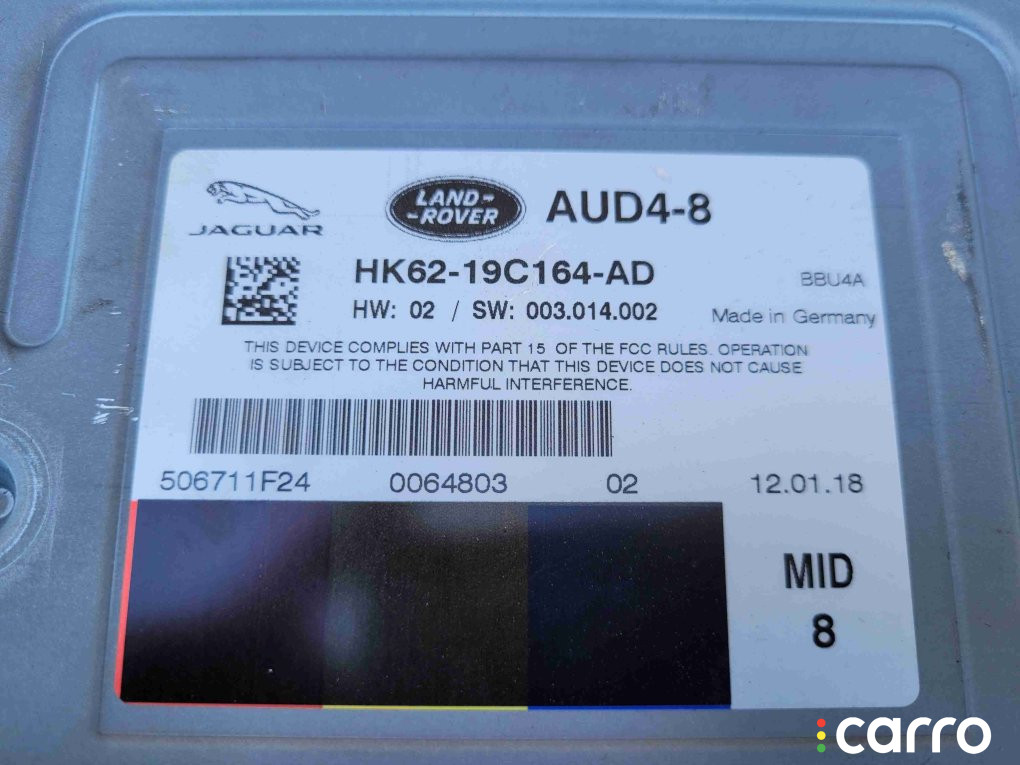 JAGUAR
LAND-
-ROVER
AUD4-8
HK62-19C164-AD
BBU4A
HW: 02 / SW: 003.014.002
Made in Germany
THIS DEVICE COMPLIES WITH PART 15 OF THE FCC RULES. OPERATION
IS SUBJECT TO THE CONDITION THAT THIS DEVICE DOES NOT CAUSE
HARMFUL INTERFERENCE.
506711F24 0064803 02 12.01.18
MID
8
carro